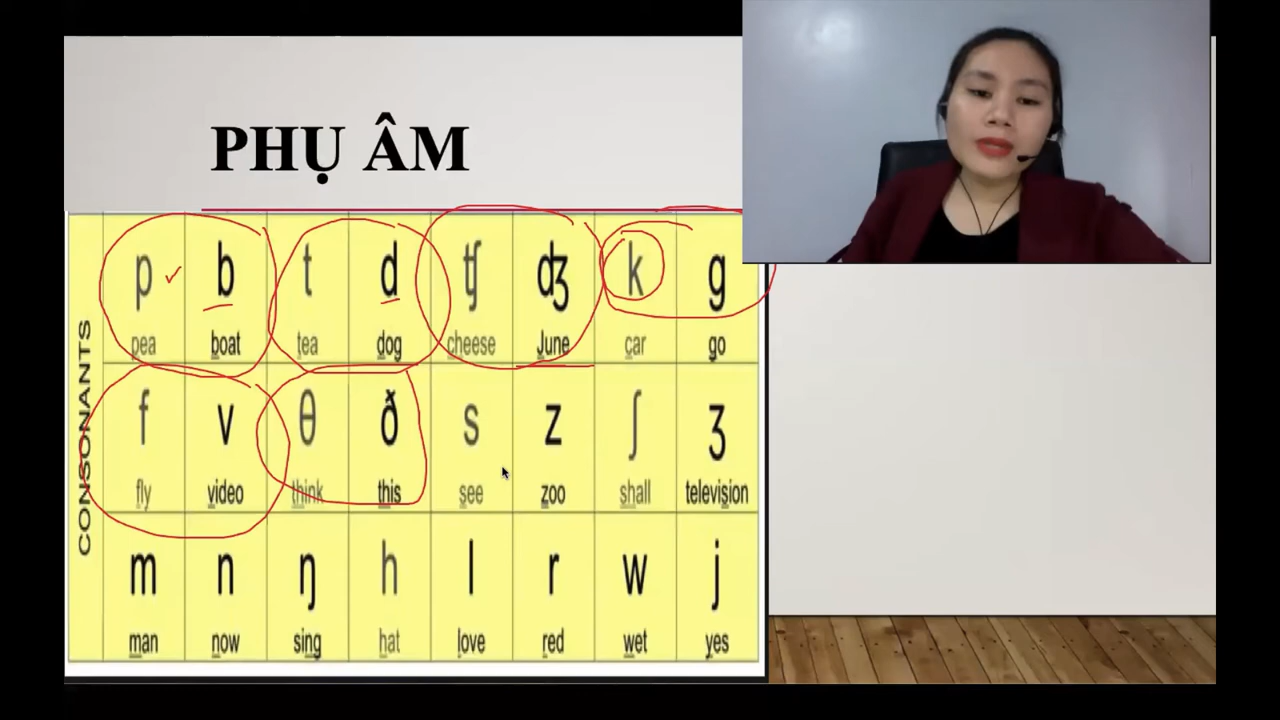 PHỤ ÂM
CONSONANTS
p b t d ʧ ʤ k g
pea boat tea dog cheese June car go
f v θ ð s z ʃ ʒ
fly video think this see zoo shall television
m n ŋ h l r w j
man now sing hat love red wet yes